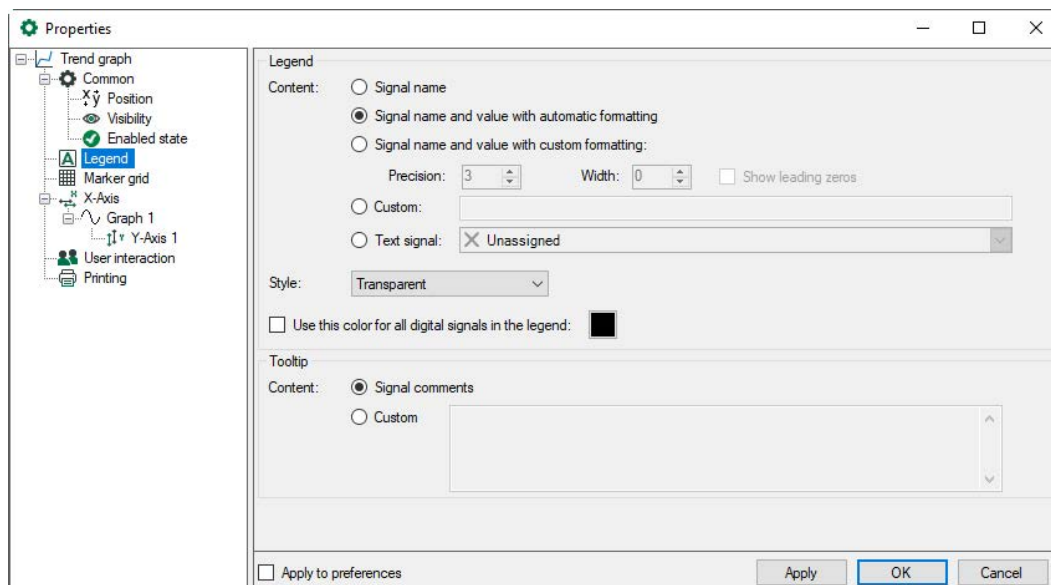 Properties
Trend graph
Common
Position
Visibility
Enabled state
Legend
Marker grid
X-Axis
Graph 1
Y-Axis 1
User interaction
Printing
Legend
Content: Signal name
Signal name and value with automatic formatting
Signal name and value with custom formatting:
Precision: 3 Width: 0 Show leading zeros
Custom:
Text signal: Unassigned
Style: Transparent
Use this color for all digital signals in the legend:
Tooltip
Content: Signal comments
Custom
Apply to preferences Apply OK Cancel